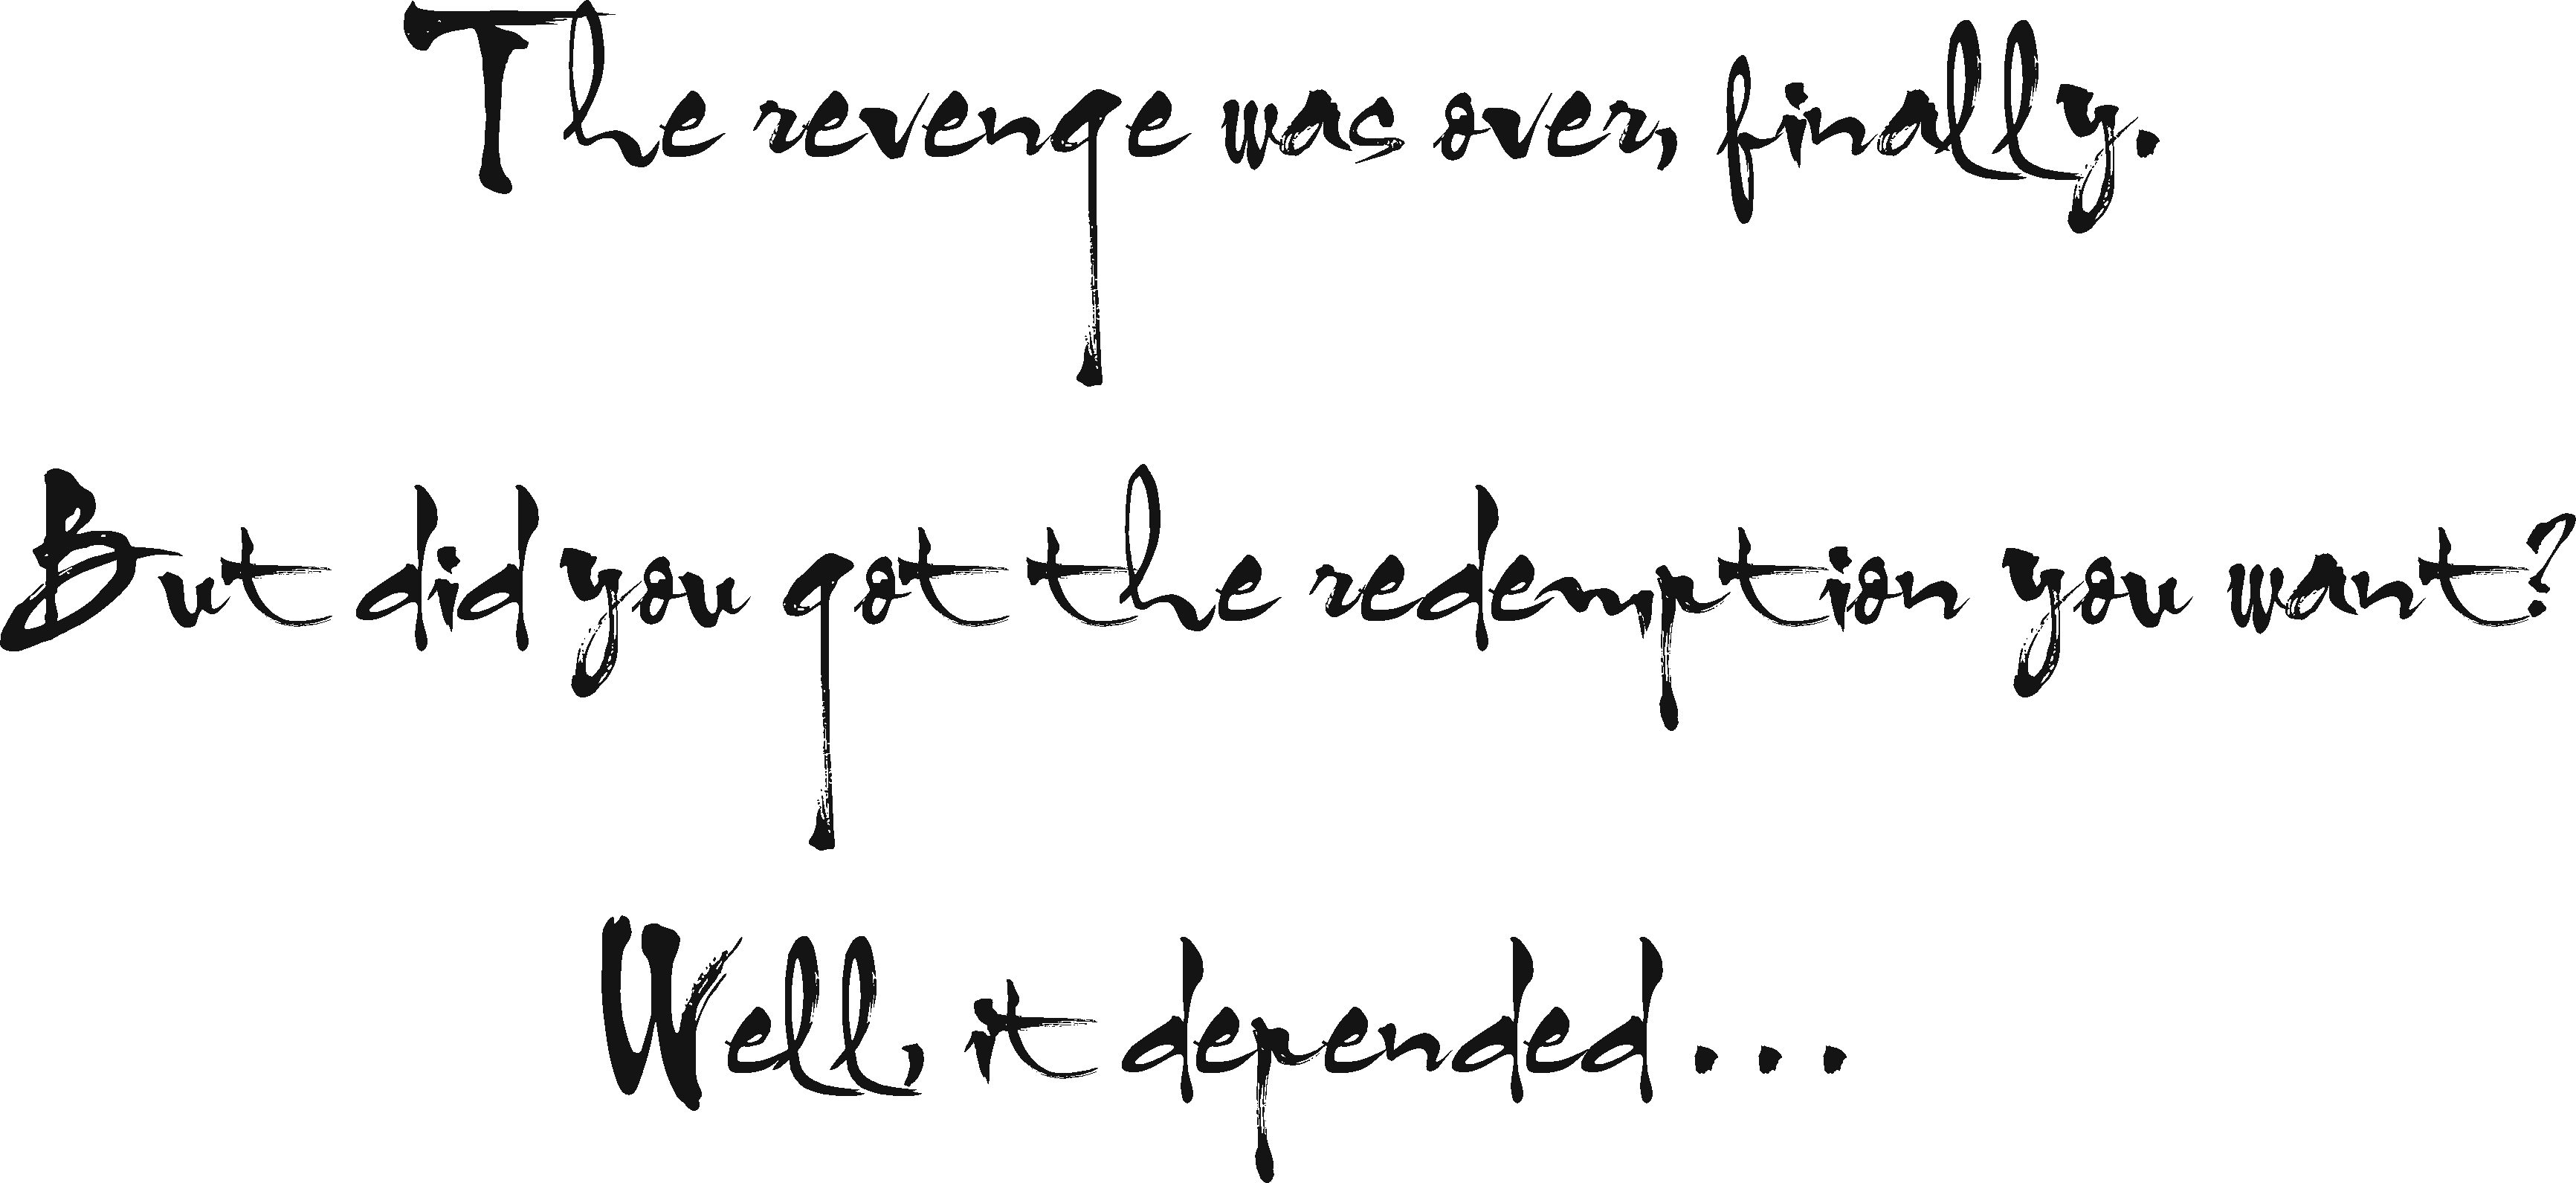 The revenge was over, finally.
But did you got the redemption you want?
Well, it depended...